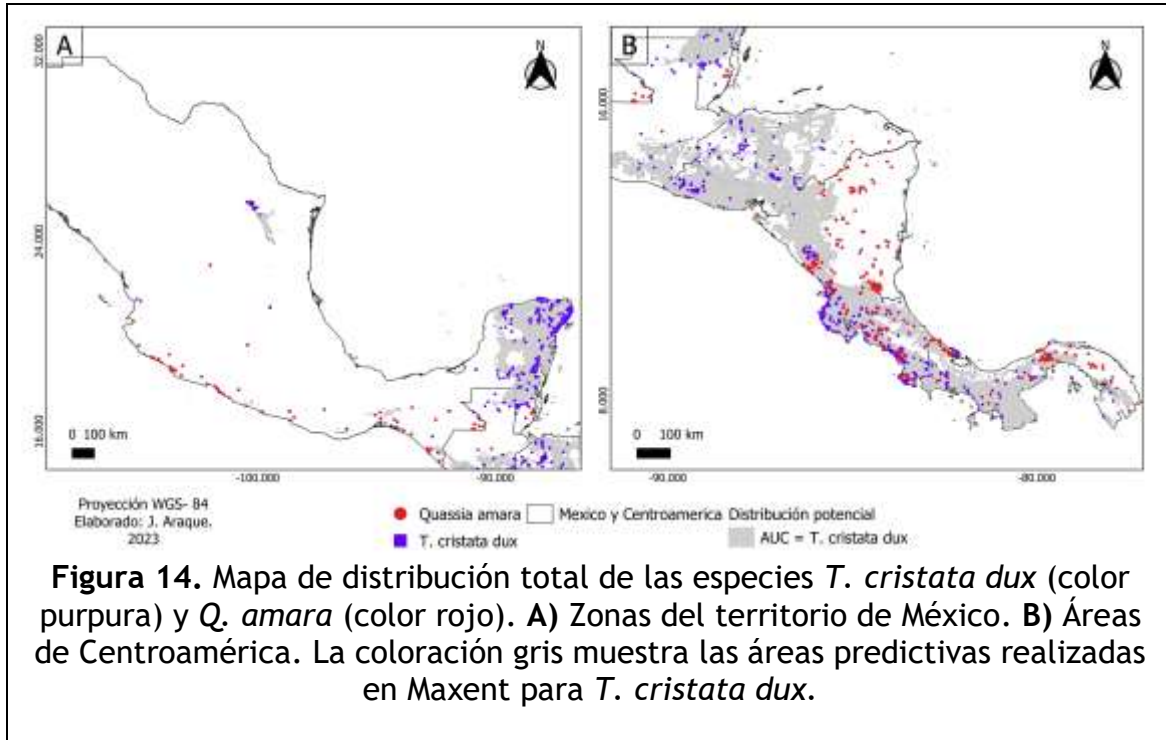 A
N
32.000
24.000
16.000
0 100 km
-100.000
-90.000
B
N
16.000
8.000
0 100 km
-90.000
-80.000
Proyección WGS- 84
Elaborado: J. Araque.
2023
Quassia amara
Mexico y Centroamerica
Distribución potencial
T. cristata dux
AUC = T. cristata dux
Figura 14. Mapa de distribución total de las especies T. cristata dux (color
purpura) y Q. amara (color rojo). A) Zonas del territorio de México. B) Áreas
de Centroamérica. La coloración gris muestra las áreas predictivas realizadas
en Maxent para T. cristata dux.